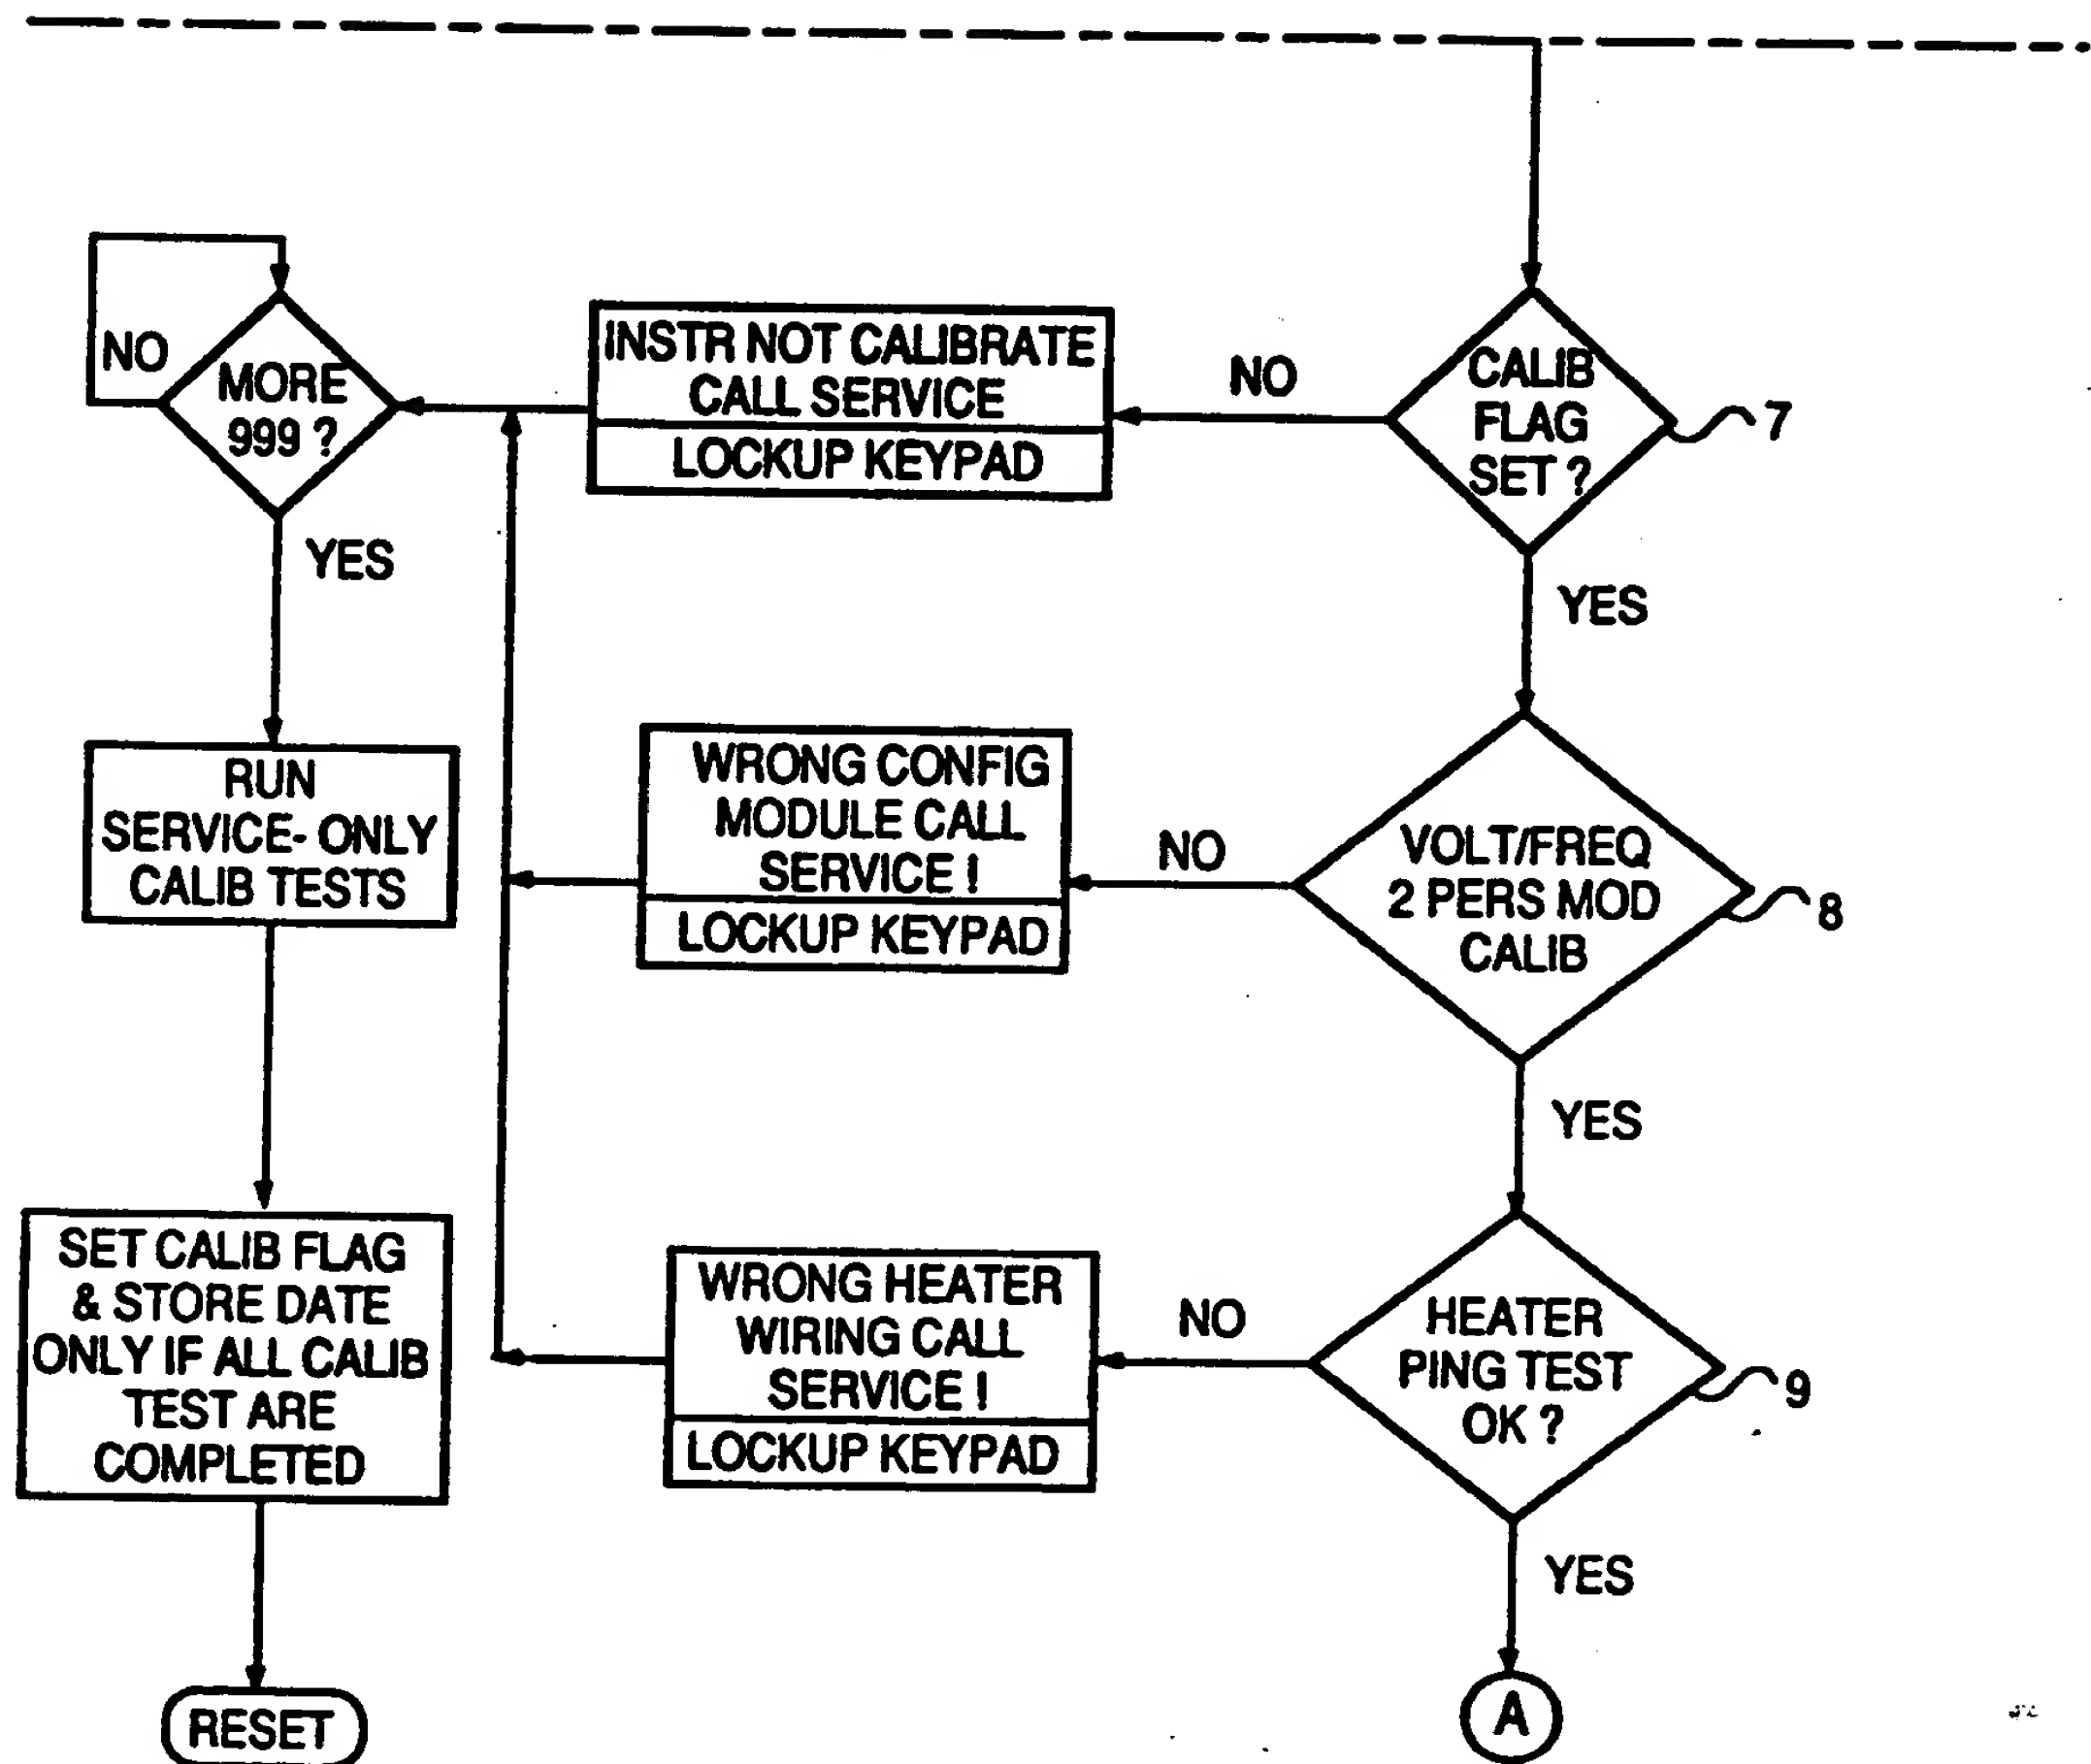 NO
MORE
999 ?
YES
INSTR NOT CALIBRATE
CALL SERVICE
LOCKUP KEYPAD
NO
CALIB
FLAG
SET ?
7
YES
RUN
SERVICE- ONLY
CALIB TESTS
WRONG CONFIG
MODULE CALL
SERVICE !
LOCKUP KEYPAD
NO
VOLT/FREQ
2 PERS MOD
CALIB
8
YES
SET CALIB FLAG
& STORE DATE
ONLY IF ALL CALIB
TEST ARE
COMPLETED
WRONG HEATER
WIRING CALL
SERVICE !
LOCKUP KEYPAD
NO
HEATER
PING TEST
OK ?
9
YES
RESET
A